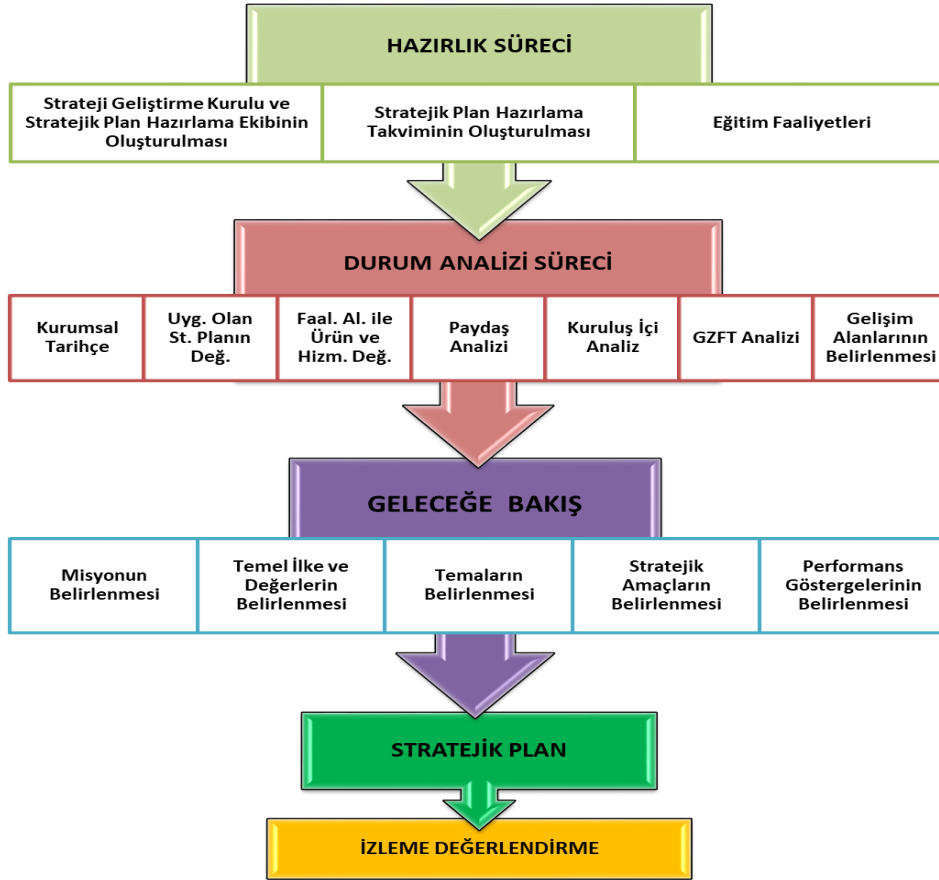 HAZIRLIK SÜRECİ
Strateji Geliştirme Kurulu ve
Stratejik Plan Hazırlama Ekibinin
Oluşturulması
Stratejik Plan Hazırlama
Takviminin Oluşturulması
Eğitim Faaliyetleri
DURUM ANALİZİ SÜRECİ
Kurumsal
Tarihçe
Uyg. Olan
St. Planın
Değ.
Faal. Al. ile
Ürün ve
Hizm. Değ.
Paydaş
Analizi
Kuruluş İçi
Analiz
GZFT Analizi
Gelişim
Alanlarının
Belirlenmesi
GELECEĞE BAKIŞ
Misyonun
Belirlenmesi
Temel İlke ve
Değerlerin
Belirlenmesi
Temaların
Belirlenmesi
Stratejik
Amaçların
Belirlenmesi
Performans
Göstergelerinin
Belirlenmesi
STRATEJİK PLAN
İZLEME DEĞERLENDİRME